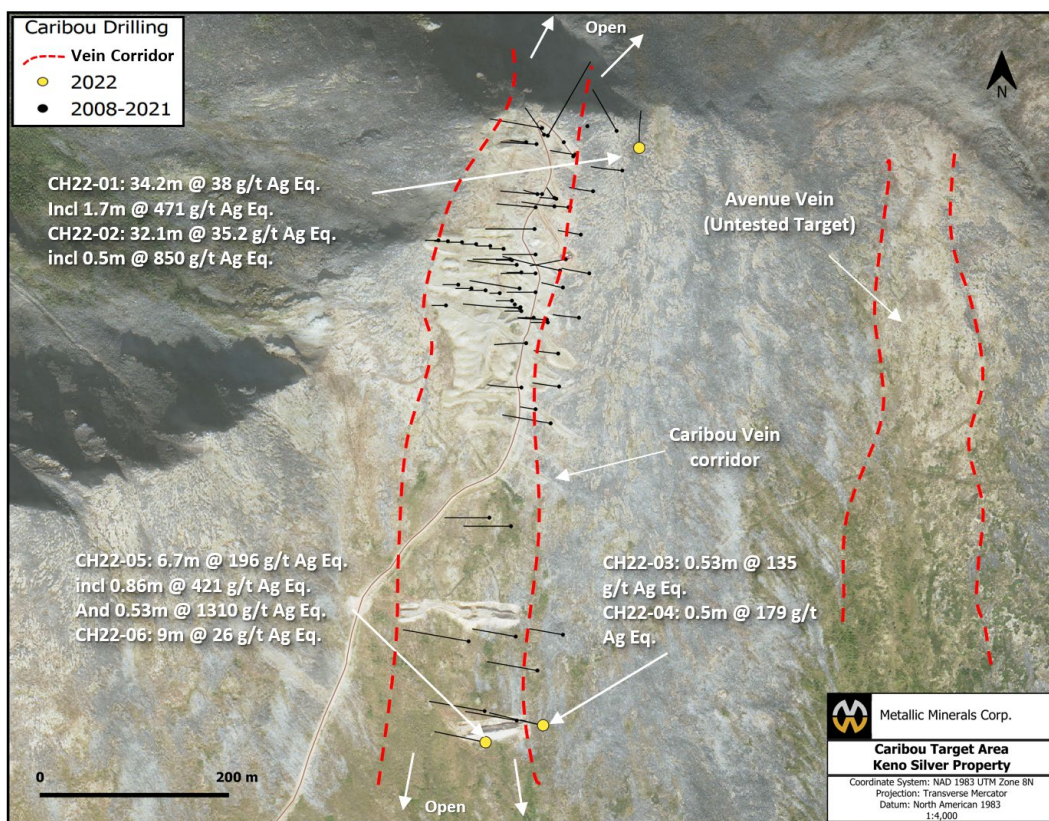 Caribou Drilling
Vein Corridor
2022
2008-2021
Open
N
CH22-01: 34.2m @ 38 g/t Ag Eq.
Incl 1.7m @ 471 g/t Ag Eq.
CH22-02: 32.1m @ 35.2 g/t Ag Eq.
incl 0.5m @ 850 g/t Ag Eq.
Avenue Vein
(Untested Target)
Caribou Vein
corridor
CH22-05: 6.7m @ 196 g/t Ag Eq.
incl 0.86m @ 421 g/t Ag Eq.
And 0.53m @ 1310 g/t Ag Eq.
CH22-06: 9m @ 26 g/t Ag Eq.
CH22-03: 0.53m @ 135
g/t Ag Eq.
CH22-04: 0.5m @ 179 g/t
Ag Eq.
0 200 m
Open
Metallic Minerals Corp.
Caribou Target Area
Keno Silver Property
Coordinate System: NAD 1983 UTM Zone 8N
Projection: Transverse Mercator
Datum: North American 1983
1:4,000